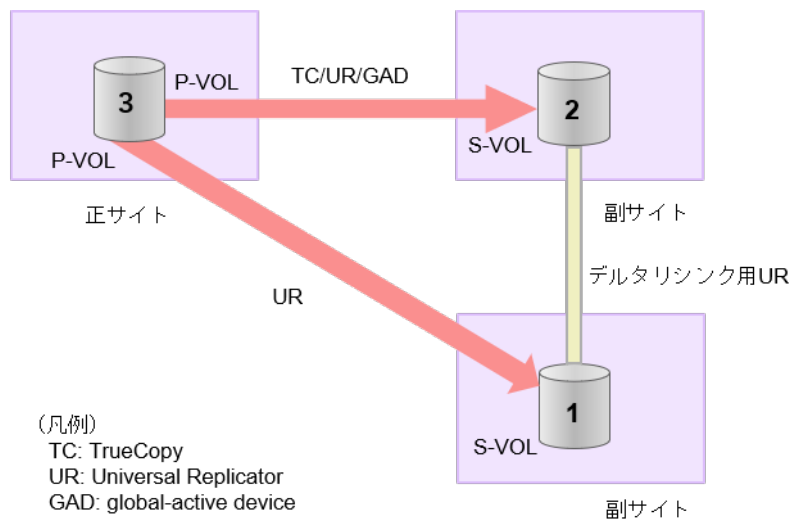 P-VOL
TC/UR/GAD
3
2
P-VOL
S-VOL
正サイト
副サイト
デルタリシンク用UR
UR
1
S-VOL
(凡例)
TC: TrueCopy
UR: Universal Replicator
GAD: global-active device
副サイト